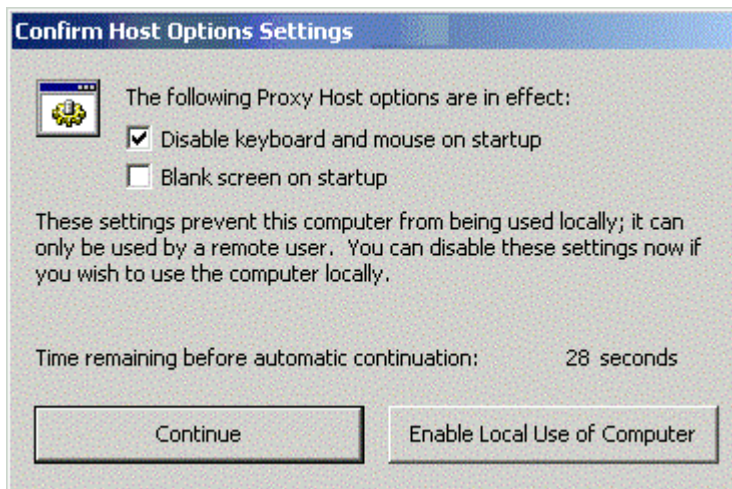 Confirm Host Options Settings
The following Proxy Host options are in effect:
Disable keyboard and mouse on startup
Blank screen on startup
These settings prevent this computer from being used locally; it can
only be used by a remote user.  You can disable these settings now if
you wish to use the computer locally.
Time remaining before automatic continuation: 28 seconds
Continue Enable Local Use of Computer